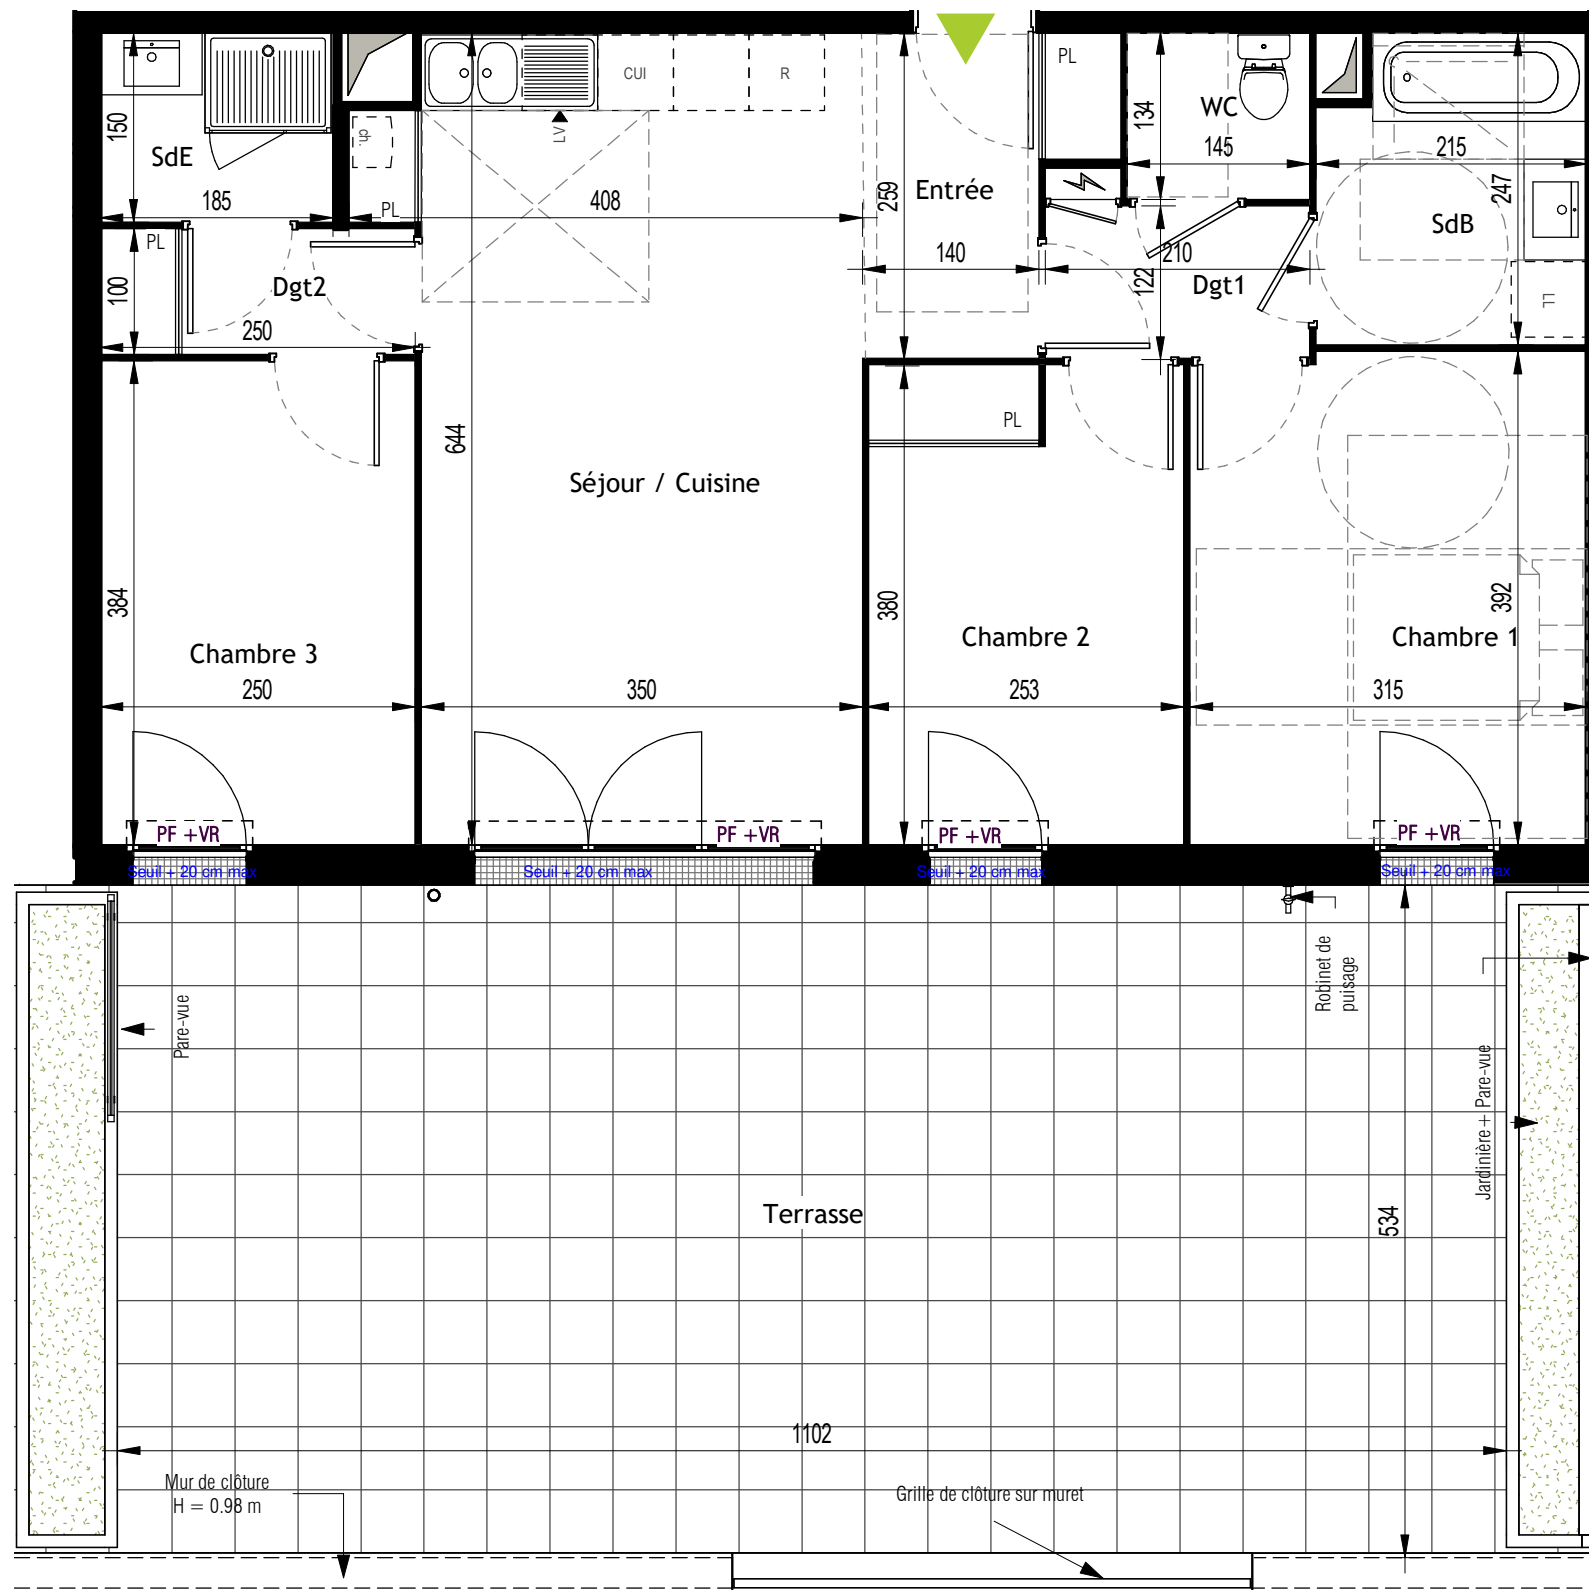 PL
CUI
R
LV
ch.
PL
150
SdE
185
408
259
Entrée
140
134
WC
145
215
247
SdB
LL
PL
100
Dgt2
250
210
122
Dgt1
644
Séjour / Cuisine
PL
384
Chambre 3
250
350
380
Chambre 2
253
392
Chambre 1
315
PF +VR
PF +VR
PF +VR
PF +VR
Seuil + 20 cm max
Seuil + 20 cm max
Seuil + 20 cm max
Seuil + 20 cm max
Pare-vue
Robinet de
puisage
Jardinière+ Pare-vue
Terrasse
534
1102
Mur de clôture
H = 0.98 m
Grille de clôture sur muret